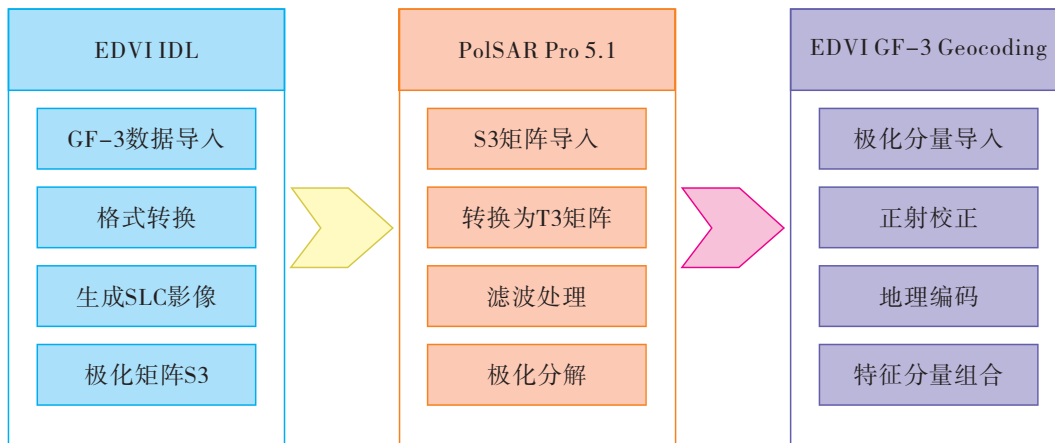 EDVI IDL
GF-3数据导入
格式转换
生成SLC影像
极化矩阵S3
PolSAR Pro 5.1
S3矩阵导入
转换为T3矩阵
滤波处理
极化分解
EDVI GF-3 Geocoding
极化分量导入
正射校正
地理编码
特征分量组合